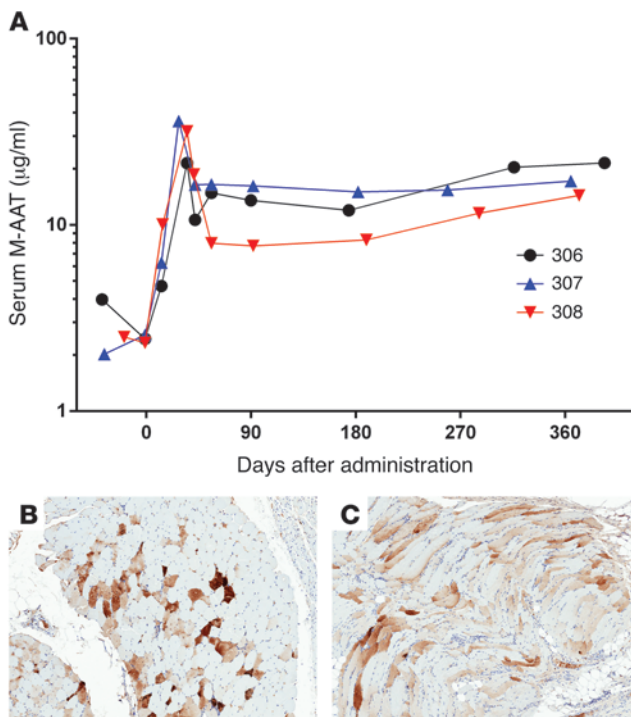 A
100
10
1
Serum M-AAT (µg/ml)
306
307
308
0 90 180 270 360
Days after administration
B C